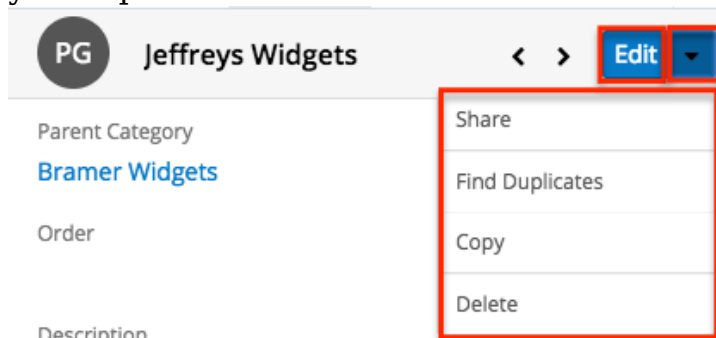 PG
Jeffreys Widgets
< > Edit
Parent Category
Share
Bramer Widgets
Find Duplicates
Order
Copy
Delete
Description